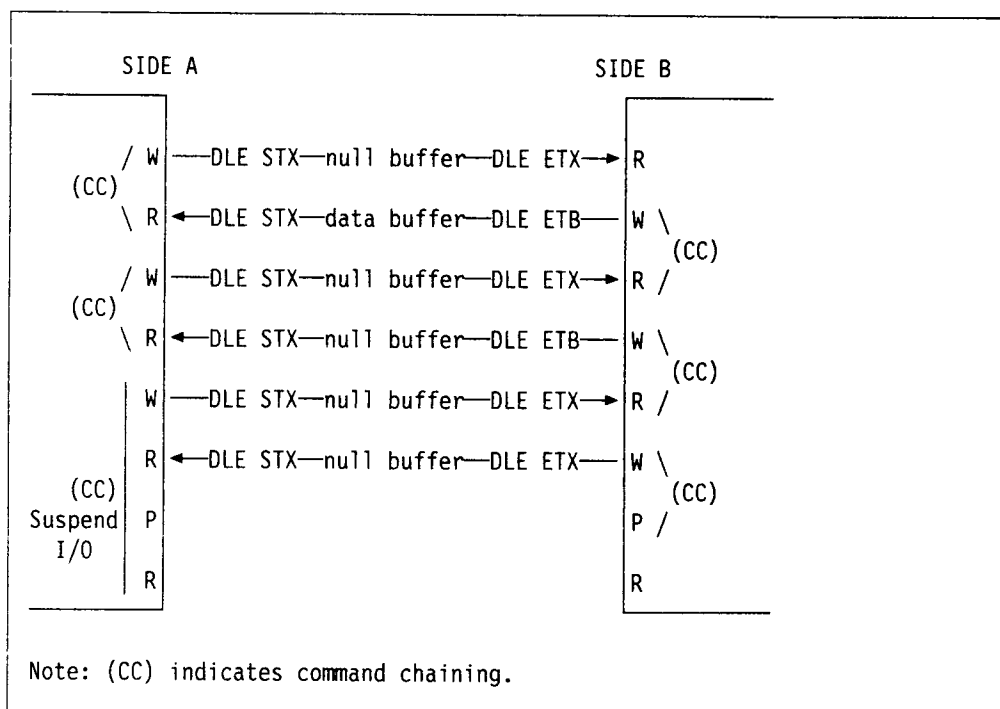 SIDE A SIDE B
/ W DLE STX null buffer DLE ETX R
(CC)
\ R DLE STX data buffer DLE ETB W \
(CC)
/ W DLE STX null buffer DLE ETX R /
(CC)
\ R DLE STX null buffer DLE ETB W \
(CC)
W DLE STX null buffer DLE ETX R /
R DLE STX null buffer DLE ETX W \
(CC) (CC)
Suspend P P /
I/O
R R
Note: (CC) indicates command chaining.